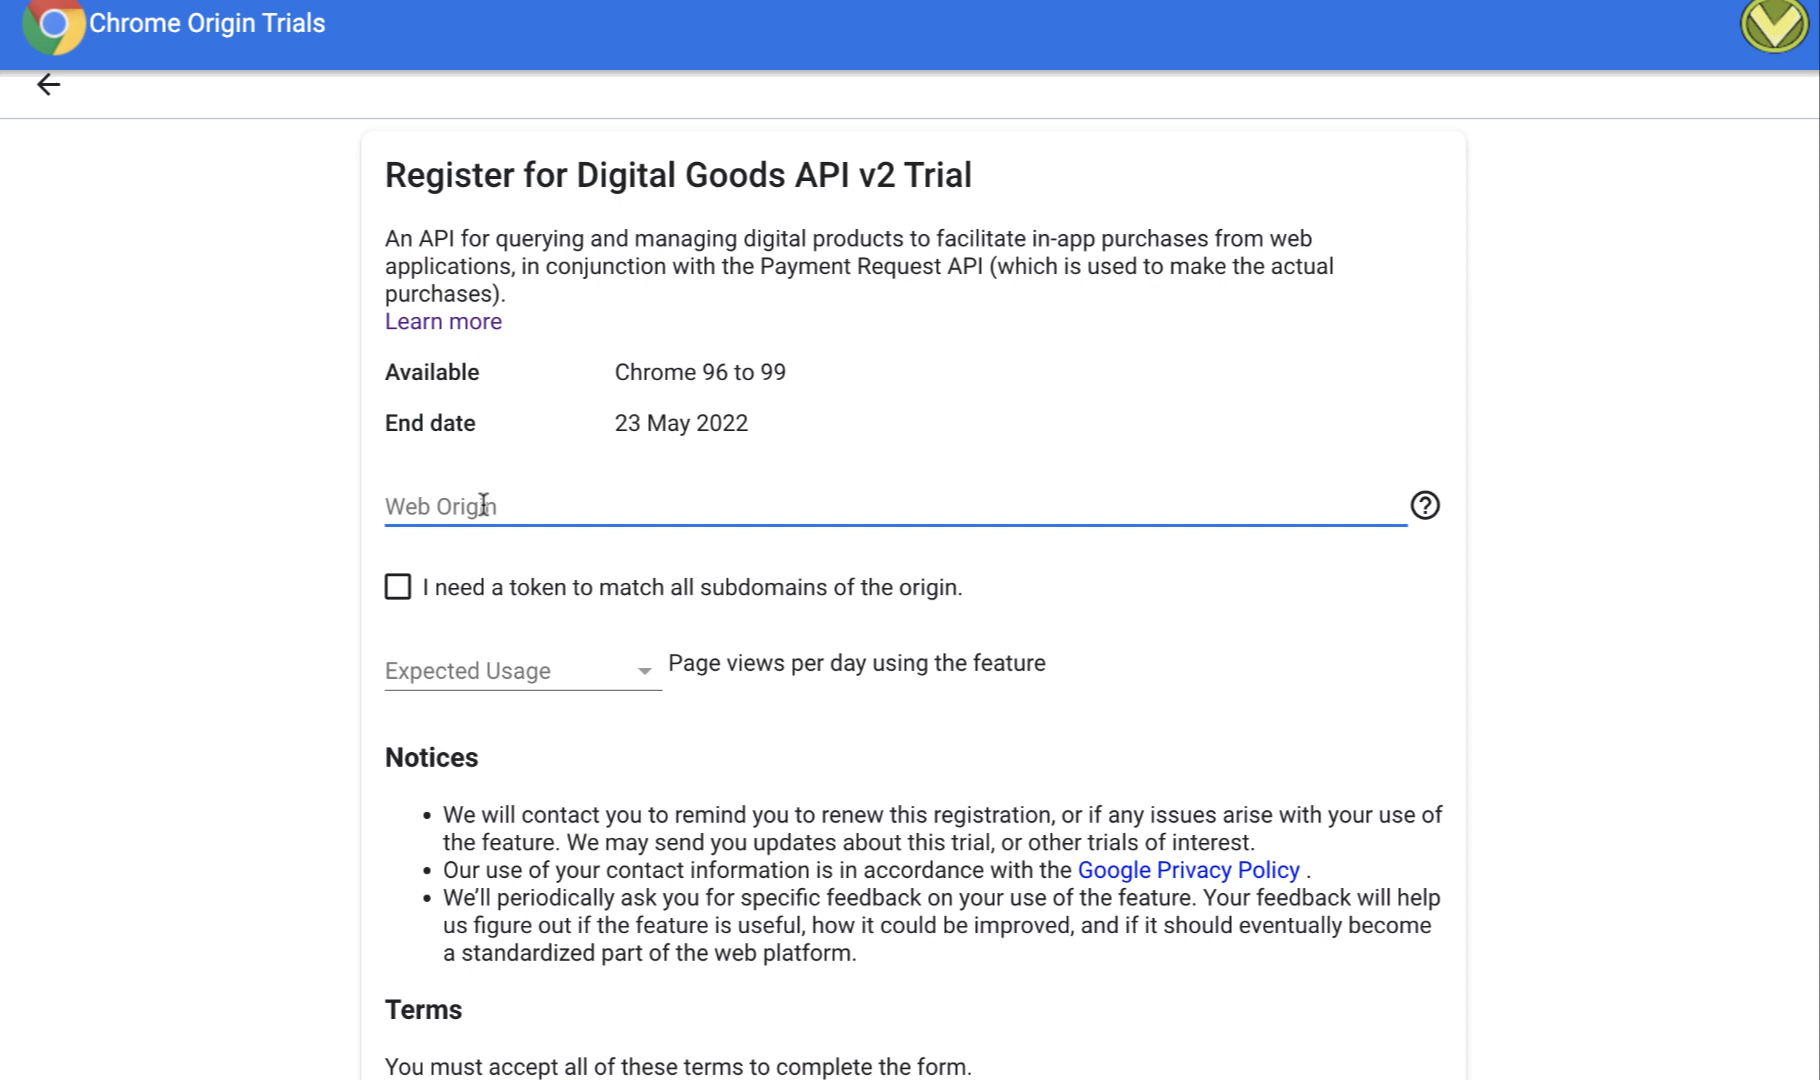 Chrome Origin Trials
Register for Digital Goods API v2 Trial
An API for querying and managing digital products to facilitate in-app purchases from web
applications, in conjunction with the Payment Request API (which is used to make the actual
purchases).
Learn more
Available Chrome 96 to 99
End date 23 May 2022
Web Origin
I need a token to match all subdomains of the origin.
Expected Usage Page views per day using the feature
Notices
• We will contact you to remind you to renew this registration, or if any issues arise with your use of
the feature. We may send you updates about this trial, or other trials of interest.
• Our use of your contact information is in accordance with the Google Privacy Policy .
• We’ll periodically ask you for specific feedback on your use of the feature. Your feedback will help
us figure out if the feature is useful, how it could be improved, and if it should eventually become
a standardized part of the web platform.
Terms
You must accept all of these terms to complete the form.